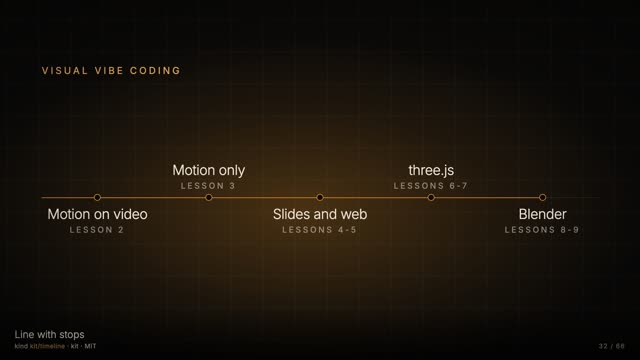 VISUAL VIBE CODING
Motion only
LESSON 3
three.js
LESSONS 6-7
Motion on video
LESSON 2
Slides and web
LESSONS 4-5
Blender
LESSONS 8-9
Line with stops
kind kit/timeline · kit · MIT
32 / 66